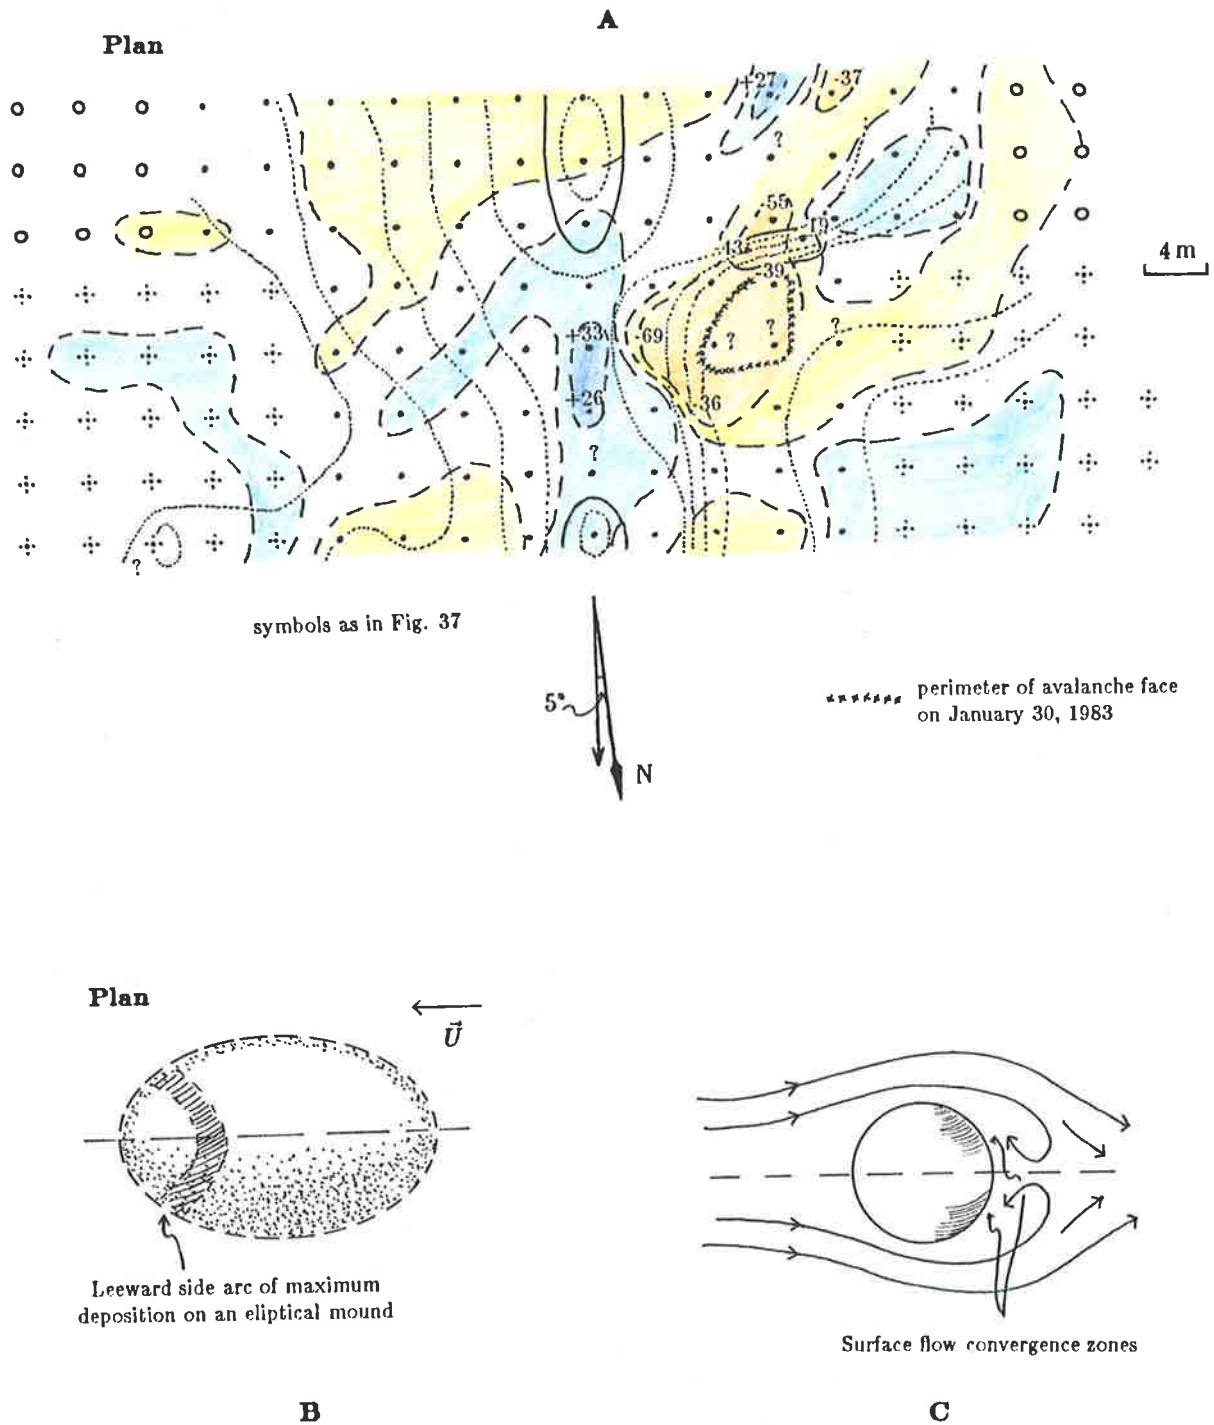 A
Plan
+27
-37
?
-55
19
-13
-39
4 m
+33
-69
?
?
?
+26
-36
?
?
symbols as in Fig. 37
5°
N
perimeter of avalanche face
on January 30, 1983
Plan
U
Leeward side arc of maximum
deposition on an eliptical mound
Surface flow convergence zones
B
C